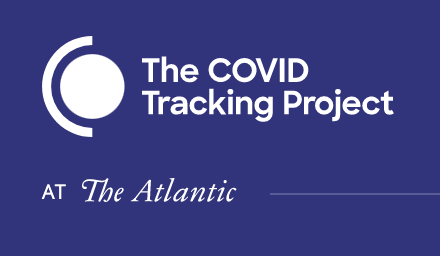 The COVID
Tracking Project
AT The Atlantic